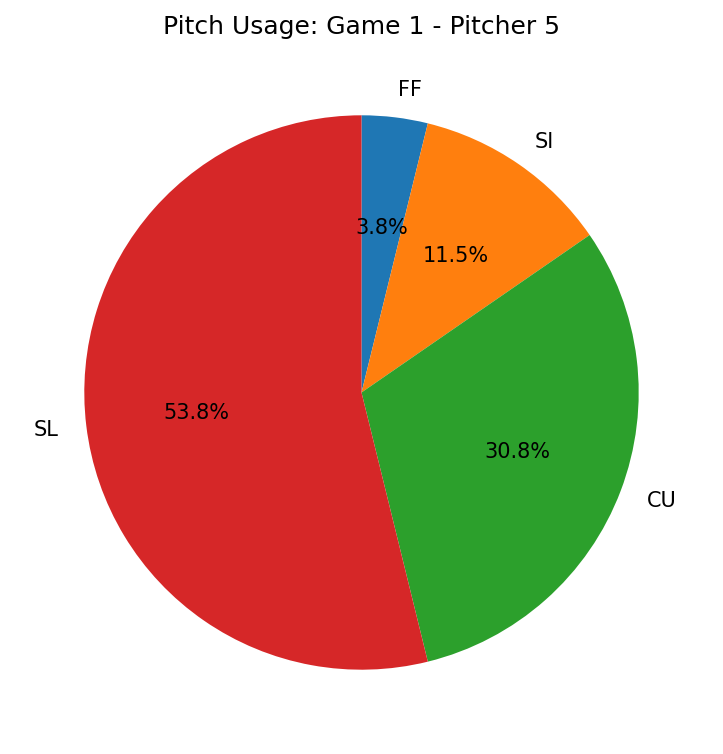 Pitch Usage: Game 1 - Pitcher 5
FF
SI
3.8%
11.5%
53.8%
SL
30.8%
CU